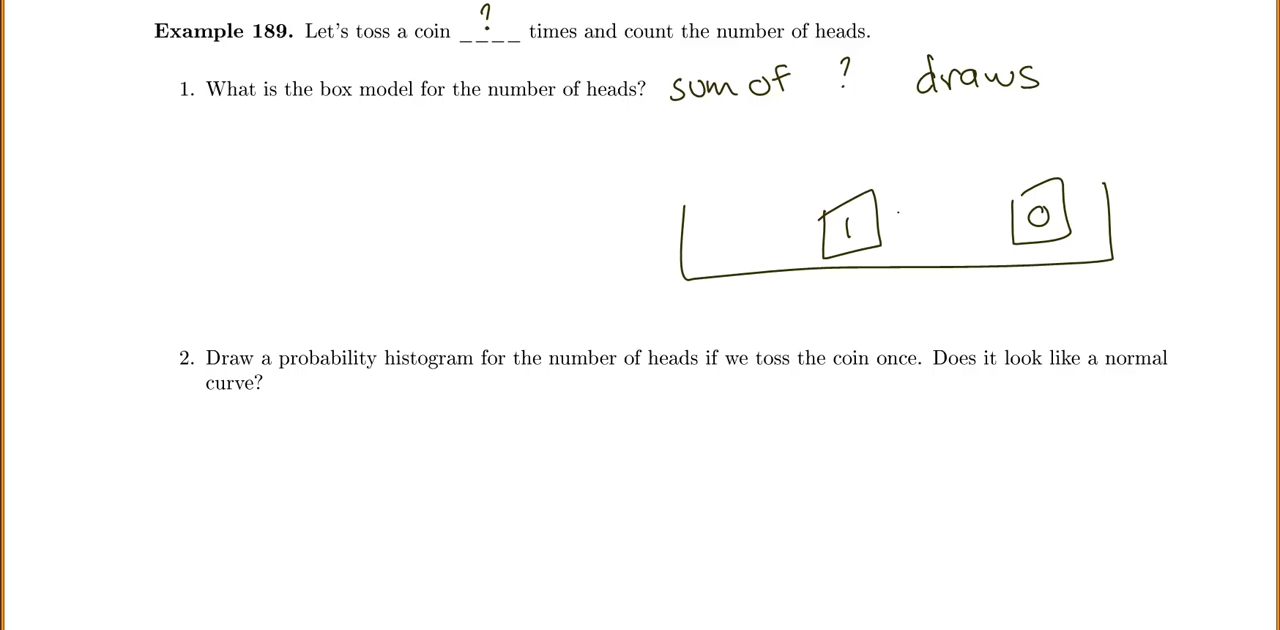 ?
Example 189. Let's toss a coin ____ times and count the number of heads.
1. What is the box model for the number of heads? sum of ? draws
1 0
2. Draw a probability histogram for the number of heads if we toss the coin once. Does it look like a normal
curve?